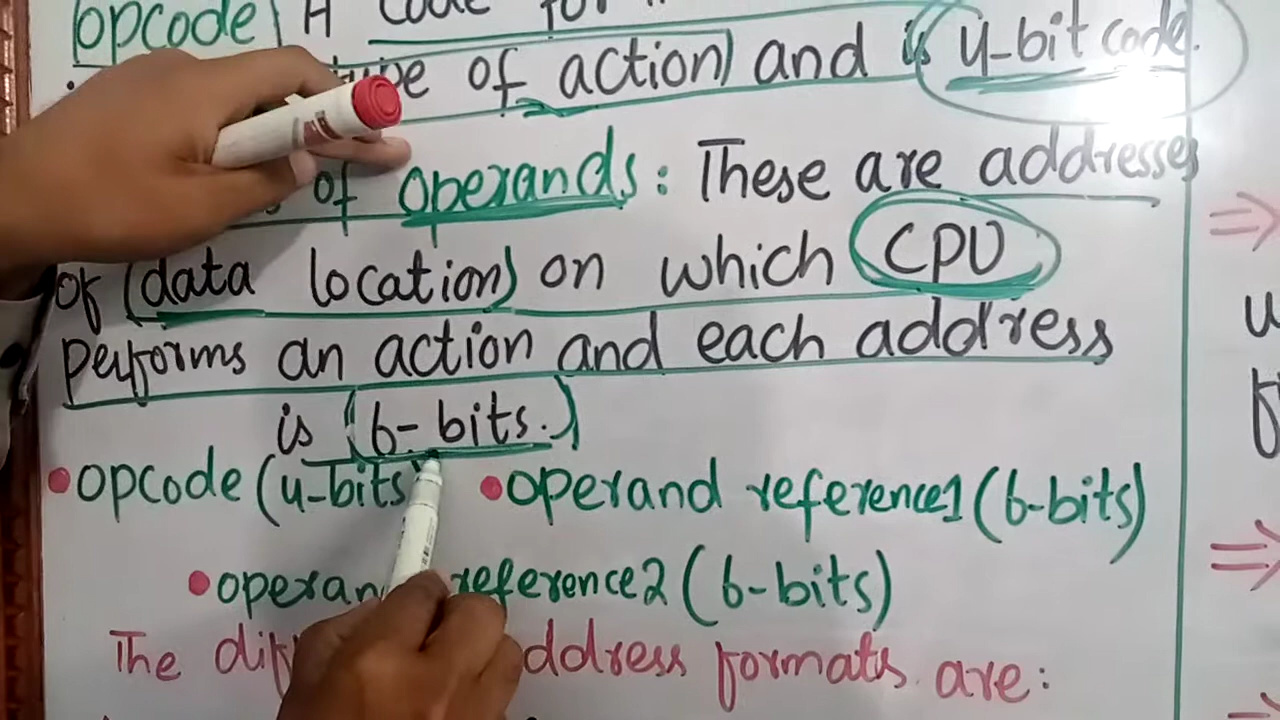 opcode A code for
type of action) and is 4-bit code.
of operands: These are addresses
of (data location) on which CPU
performs an action and each address
is (6-bits.)
•opcode (4-bits) •operand reference1 (6-bits)
•operand reference2 (6-bits)
The address formats are: